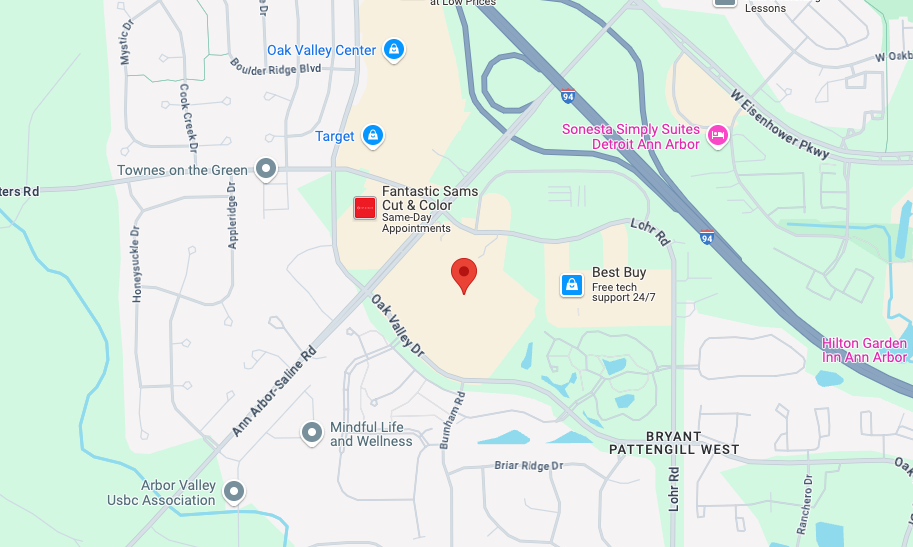 at Low Prices
Lessons
Mystic Dr
Oak Valley Center
Boulder Ridge Blvd
W Oakb
94
W Eisenhower Pkwy
Cook Creek Dr
Target
Sonesta Simply Suites
Detroit Ann Arbor
Townes on the Green
ters Rd
Fantastic Sams
Cut & Color
Same-Day
Appointments
Appleridge Dr
Honeysuckle Dr
Lohr Rd
94
Best Buy
Free tech
support 24/7
Oak Valley Dr
Hilton Garden
Inn Ann Arbor
Ann Arbor-Saline Rd
Burnham Rd
Mindful Life
and Wellness
BRYANT
PATTENGILL WEST
Briar Ridge Dr
Lohr Rd
Ranchero Dr
Oak
Arbor Valley
Usbc Association